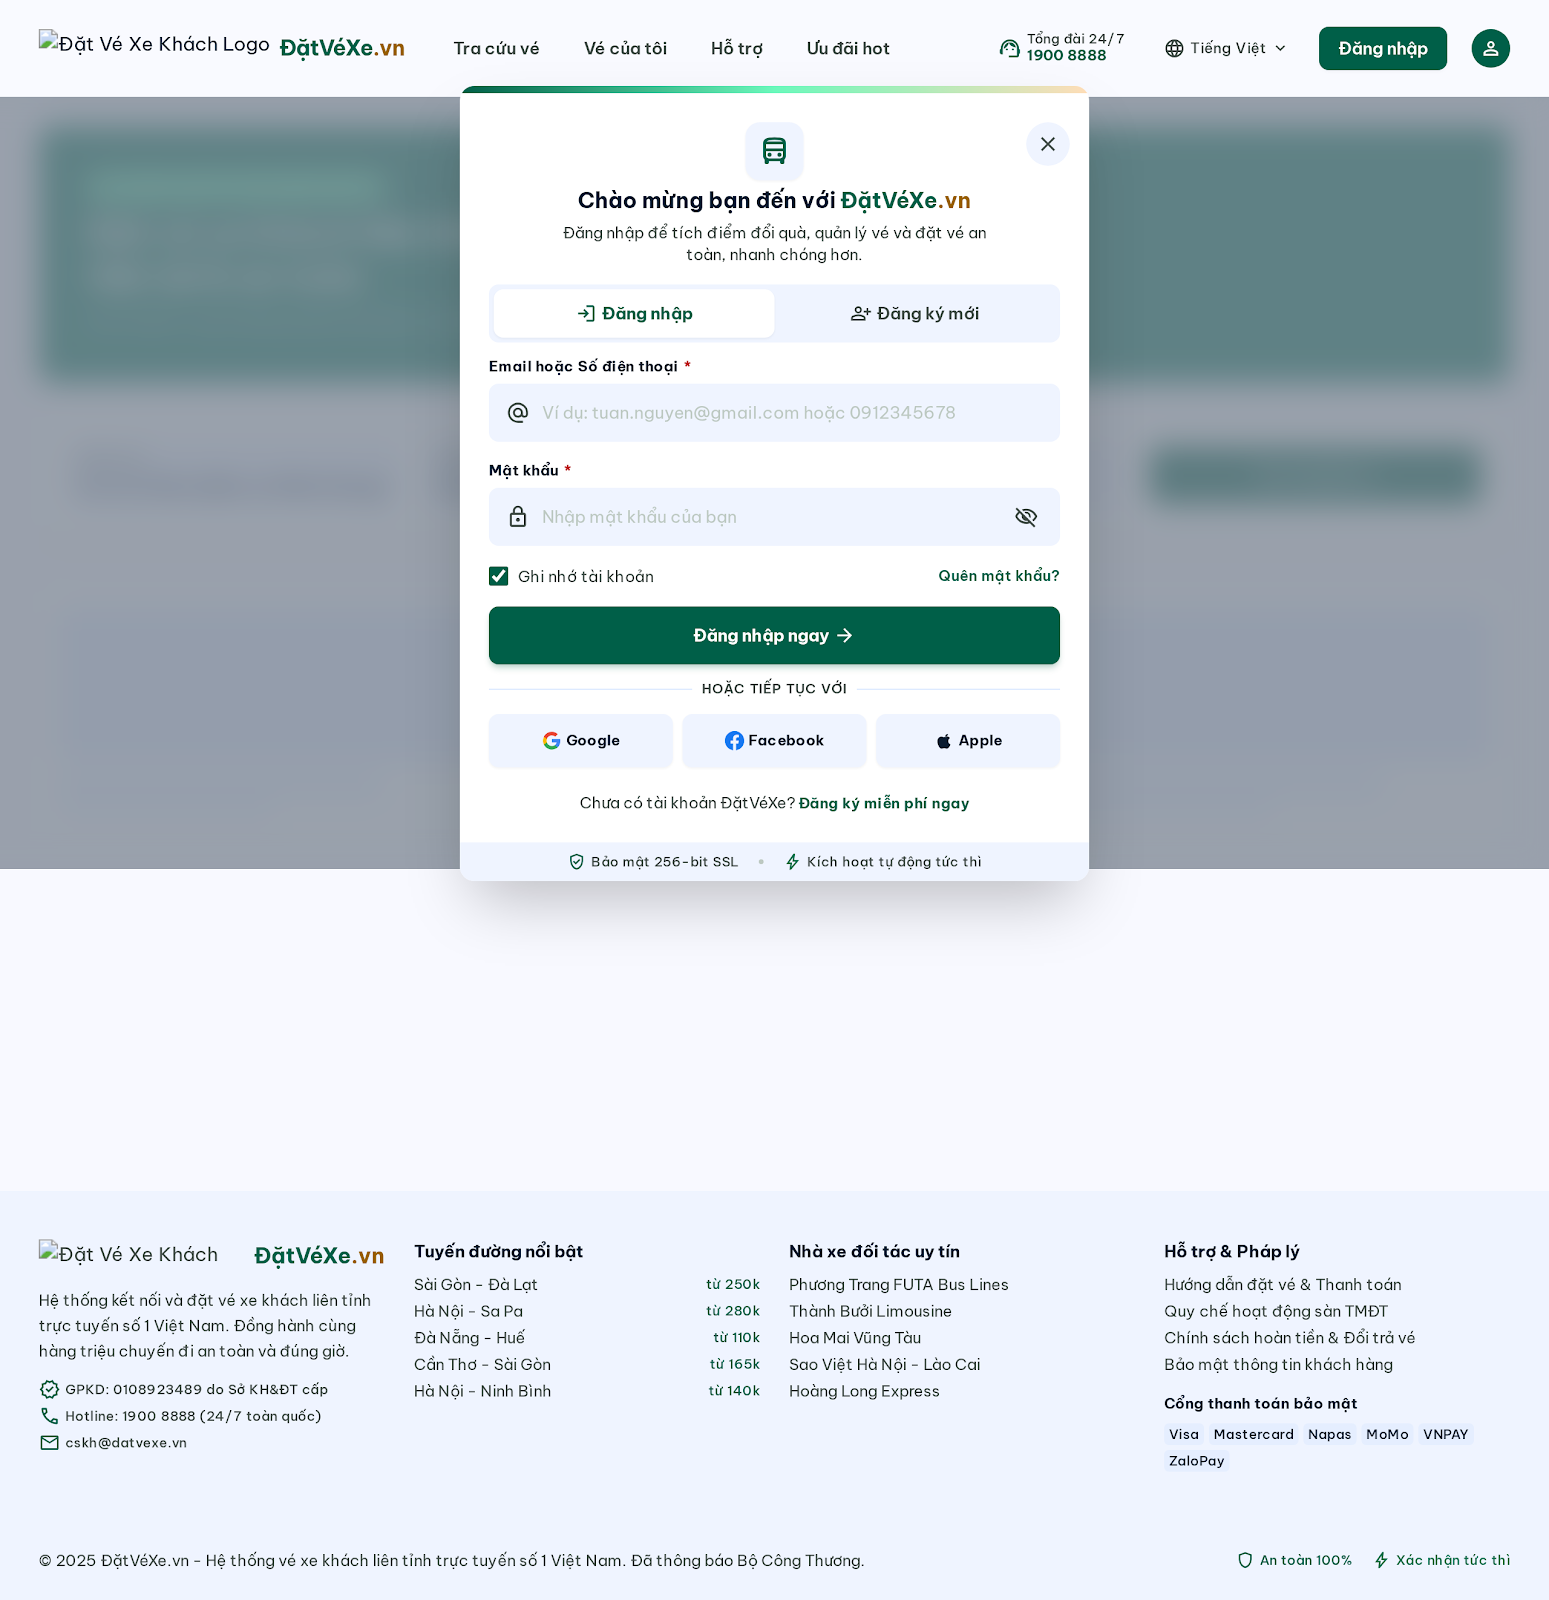 Đặt Vé Xe Khách Logo ĐặtVéXe.vn Tra cứu vé Vé của tôi Hỗ trợ Ưu đãi hot Tổng đài 24/7 1900 8888 Tiếng Việt Đăng nhập
Chào mừng bạn đến với ĐặtVéXe.vn
Đăng nhập để tích điểm đổi quà, quản lý vé và đặt vé an
toàn, nhanh chóng hơn.
Đăng nhập Đăng ký mới
Email hoặc Số điện thoại *
Ví dụ: tuan.nguyen@gmail.com hoặc 0912345678
Mật khẩu *
Nhập mật khẩu của bạn
Ghi nhớ tài khoản Quên mật khẩu?
Đăng nhập ngay
HOẶC TIẾP TỤC VỚI
Google Facebook Apple
Chưa có tài khoản ĐặtVéXe? Đăng ký miễn phí ngay
Bảo mật 256-bit SSL • Kích hoạt tự động tức thì
Đặt Vé Xe Khách ĐặtVéXe.vn
Hệ thống kết nối và đặt vé xe khách liên tỉnh
trực tuyến số 1 Việt Nam. Đồng hành cùng
hàng triệu chuyến đi an toàn và đúng giờ.
GPKD: 0108923489 do Sở KH&ĐT cấp
Hotline: 1900 8888 (24/7 toàn quốc)
cskh@datvexe.vn
Tuyến đường nổi bật
Sài Gòn - Đà Lạt từ 250k
Hà Nội - Sa Pa từ 280k
Đà Nẵng - Huế từ 110k
Cần Thơ - Sài Gòn từ 165k
Hà Nội - Ninh Bình từ 140k
Nhà xe đối tác uy tín
Phương Trang FUTA Bus Lines
Thành Bưởi Limousine
Hoa Mai Vũng Tàu
Sao Việt Hà Nội - Lào Cai
Hoàng Long Express
Hỗ trợ & Pháp lý
Hướng dẫn đặt vé & Thanh toán
Quy chế hoạt động sàn TMĐT
Chính sách hoàn tiền & Đổi trả vé
Bảo mật thông tin khách hàng
Cổng thanh toán bảo mật
Visa Mastercard Napas MoMo VNPAY
ZaloPay
© 2025 ĐặtVéXe.vn - Hệ thống vé xe khách liên tỉnh trực tuyến số 1 Việt Nam. Đã thông báo Bộ Công Thương. An toàn 100% Xác nhận tức thì